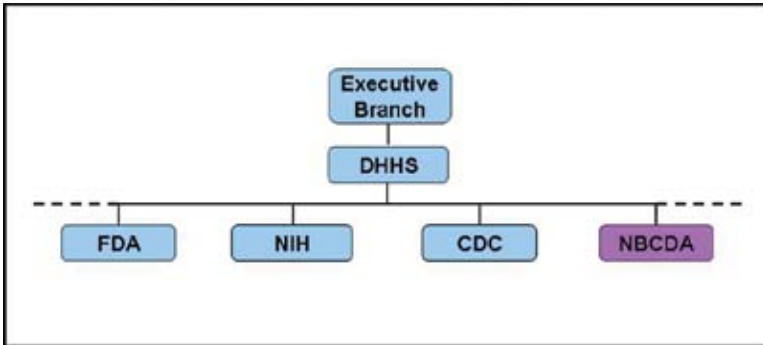 Executive
Branch
DHHS
FDA
NIH
CDC
NBCDA